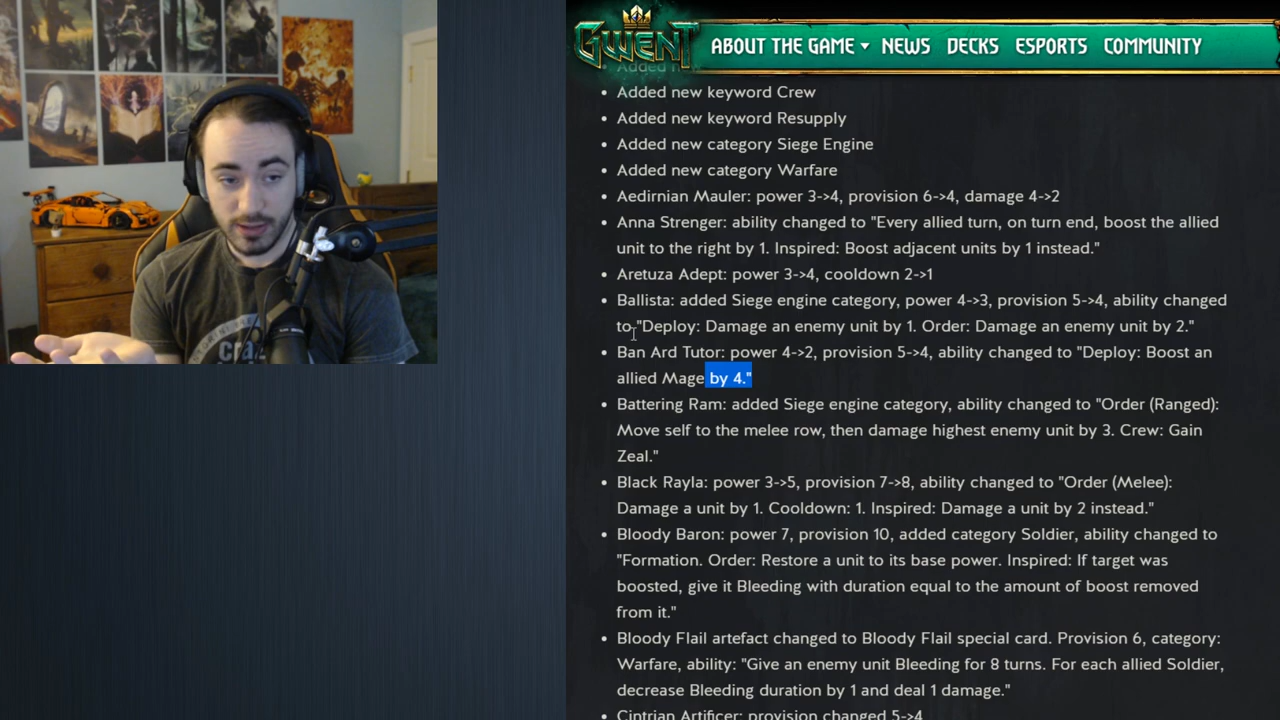 GWENT
ABOUT THE GAME NEWS DECKS ESPORTS COMMUNITY
Added n
Added new keyword Crew
Added new keyword Resupply
Added new category Siege Engine
Added new category Warfare
Aedirnian Mauler: power 3->4, provision 6->4, damage 4->2
Anna Strenger: ability changed to "Every allied turn, on turn end, boost the allied
unit to the right by 1. Inspired: Boost adjacent units by 1 instead."
Aretuza Adept: power 3->4, cooldown 2->1
Ballista: added Siege engine category, power 4->3, provision 5->4, ability changed
to "Deploy: Damage an enemy unit by 1. Order: Damage an enemy unit by 2."
Ban Ard Tutor: power 4->2, provision 5->4, ability changed to "Deploy: Boost an
allied Mage by 4."
Battering Ram: added Siege engine category, ability changed to "Order (Ranged):
Move self to the melee row, then damage highest enemy unit by 3. Crew: Gain
Zeal."
Black Rayla: power 3->5, provision 7->8, ability changed to "Order (Melee):
Damage a unit by 1. Cooldown: 1. Inspired: Damage a unit by 2 instead."
Bloody Baron: power 7, provision 10, added category Soldier, ability changed to
"Formation. Order: Restore a unit to its base power. Inspired: If target was
boosted, give it Bleeding with duration equal to the amount of boost removed
from it."
Bloody Flail artefact changed to Bloody Flail special card. Provision 6, category:
Warfare, ability: "Give an enemy unit Bleeding for 8 turns. For each allied Soldier,
decrease Bleeding duration by 1 and deal 1 damage."
Cintrian Artificer: provision changed 5->4